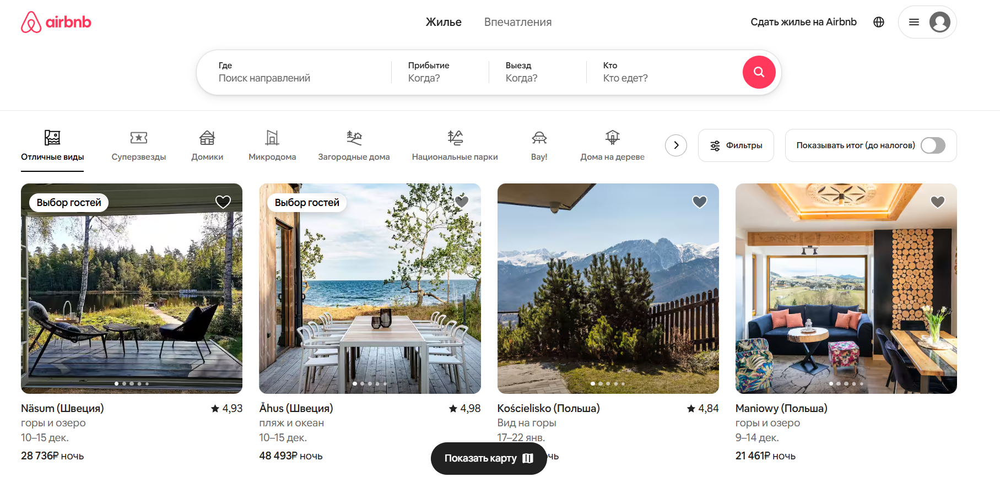 airbnb
Жилье
Впечатления
Сдать жилье на Airbnb
Где
Поиск направлений
Прибытие
Когда?
Выезд
Когда?
Кто
Кто едет?
Отличные виды
Суперзвезды
Домики
Микродома
Загородные дома
Национальные парки
Вау!
Дома на дереве
Фильтры
Показывать итог (до налогов)
Выбор гостей
Выбор гостей
Näsum (Швеция)
4,93
горы и озеро
10–15 дек.
28 736₽ ночь
Åhus (Швеция)
4,98
пляж и океан
10–15 дек.
48 493₽ ночь
Kościelisko (Польша)
4,84
Вид на горы
17–22 янв.
Maniowy (Польша)
горы и озеро
9–14 дек.
21 461₽ ночь
Показать карту